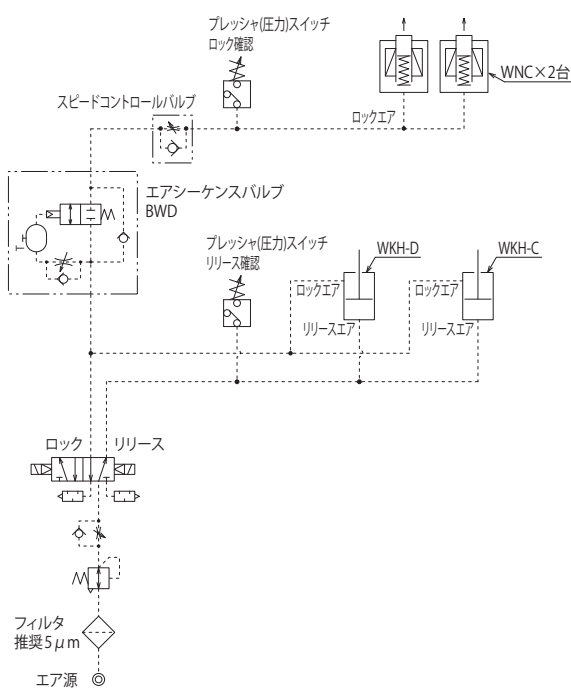 プレッシャ(圧力)スイッチ
ロック確認
WNC×2台
スピードコントロールバルブ
ロックエア
エアシーケンスバルブ
BWD
プレッシャ(圧力)スイッチ
リリース確認
WKH-D
WKH-C
ロックエア
ロックエア
リリースエア
リリースエア
ロック
リリース
フィルタ
推奨5μm
エア源